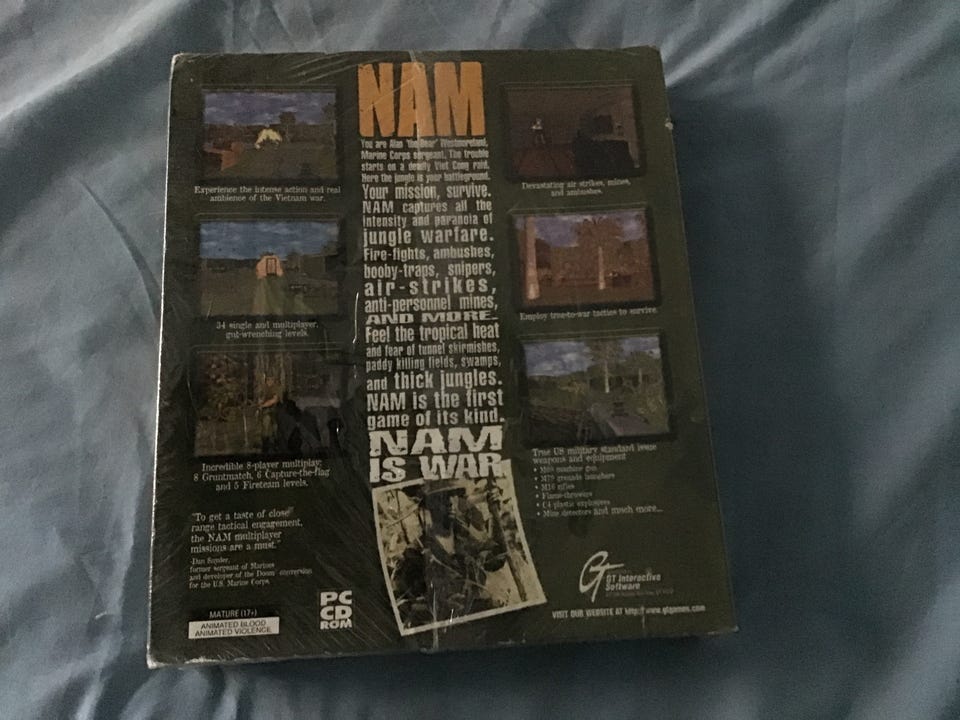 NAM
You are Alan "the Bear" Westmoreland,
Marine Corps sergeant. The trouble
starts on a deadly Viet Cong raid.
Here the jungle is your battleground.
Your mission, survive.
NAM captures all the
intensity and paranoia of
jungle warfare.
Fire-fights, ambushes,
booby-traps, snipers,
air-strikes,
anti-personnel mines,
AND MORE.
Feel the tropical heat
and fear of tunnel skirmishes,
paddy killing fields, swamps,
and thick jungles.
NAM is the first
game of its kind.
NAM
IS WAR
Experience the intense action and real
ambience of the Vietnam war.
34 single and multiplayer,
gut-wrenching levels.
Incredible 8-player multiplay;
8 Gruntmatch, 6 Capture-the-flag
and 5 Fireteam levels.
"To get a taste of close
range tactical engagement,
the NAM multiplayer
missions are a must."
-Dan Snyder,
former sergeant of Marines
and developer of the Doom conversion
for the U.S. Marine Corps.
MATURE (17+)
ANIMATED BLOOD
ANIMATED VIOLENCE
PC
CD
ROM
Devastating air strikes, mines,
and ambushes.
Employ true-to-war tactics to survive.
True US military standard issue
weapons and equipment
• M60 machine gun
• M79 grenade launchers
• M16 rifles
• Flame-throwers
• C4 plastic explosives
• Mine detectors and much more...
GT
GT Interactive
Software
VISIT OUR WEBSITE AT http://www.gtgames.com